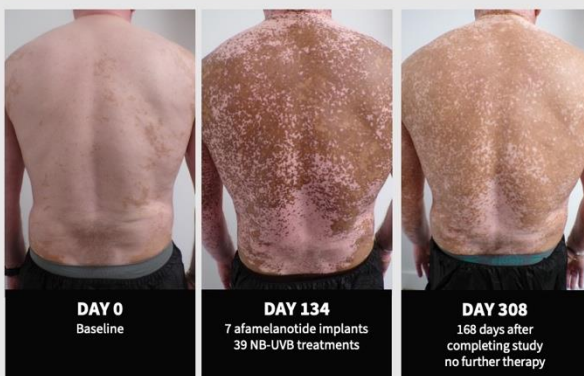 DAY 0
Baseline
DAY 134
7 afamelanotide implants
39 NB-UVB treatments
DAY 308
168 days after
completing study
no further therapy